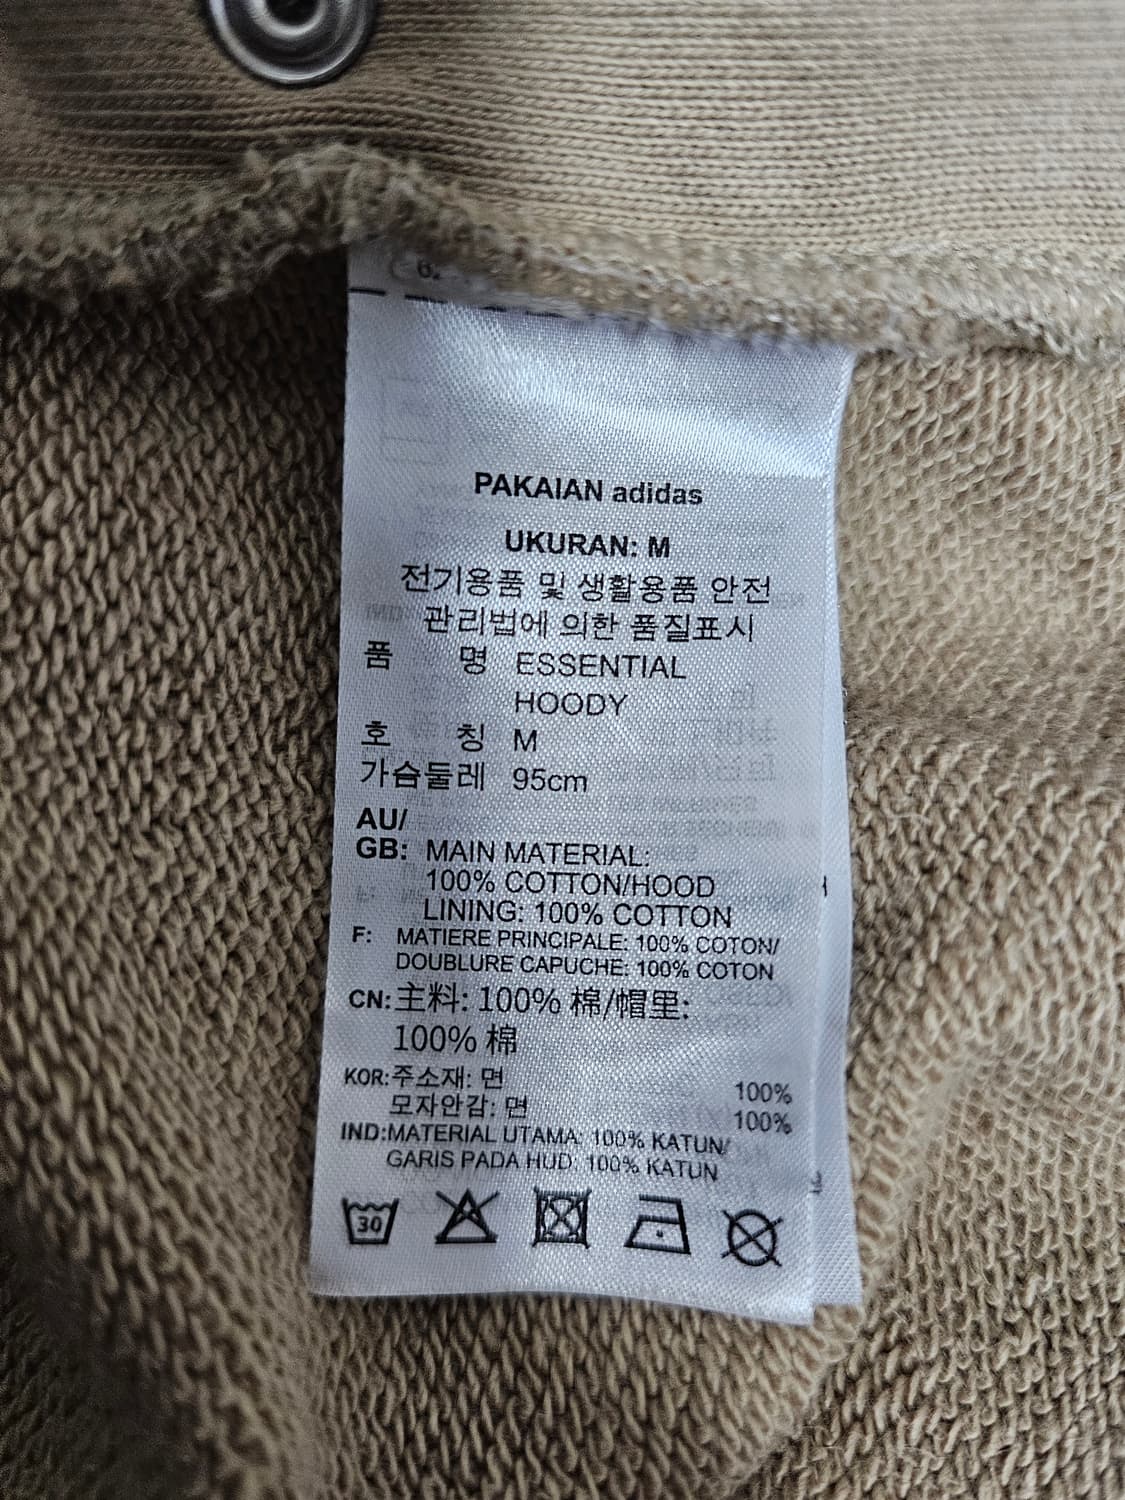 PAKAIAN adidas
UKURAN: M
전기용품 및 생활용품 안전
관리법에 의한 품질표시
품 명 ESSENTIAL
HOODY
호 칭 M
가슴둘레 95cm
AU/
GB: MAIN MATERIAL:
100% COTTON/HOOD
LINING: 100% COTTON
F: MATIERE PRINCIPALE: 100% COTON/
DOUBLURE CAPUCHE: 100% COTON
CN:主料: 100% 棉/帽里:
100% 棉
KOR:주소재: 면 100%
모자안감: 면 100%
IND:MATERIAL UTAMA: 100% KATUN/
GARIS PADA HUD: 100% KATUN
30